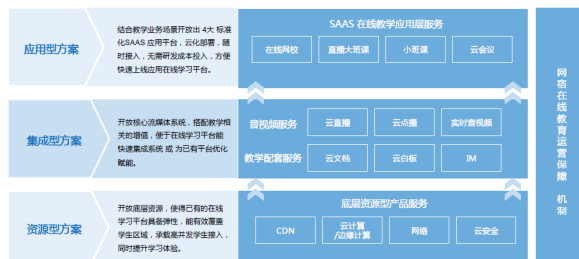 应用型方案
结合教学业务场景开放出 4大 标准
化SAAS 应用平台，云化部署，随
时接入，无需研发成本投入，方便
快速上线应用在线学习平台。
SAAS 在线教学应用层服务
在线网校
直播大班课
小班课
云会议
集成型方案
开放核心流媒体系统，搭配教学相
关的增值，便于在线学习平台能
快速集成系统 或 为已有平台优化
赋能。
音视频服务
云直播
云点播
实时音视频
教学配套服务
云文档
云白板
IM
资源型方案
开放底层资源，使得已有的在线
学习平台具备弹性，能有效覆盖
学生区域，承载高并发学生接入，
同时提升学习体验。
底层资源型产品服务
CDN
云计算
/边缘计算
网络
云安全
网宿在线教育运营保障 机制